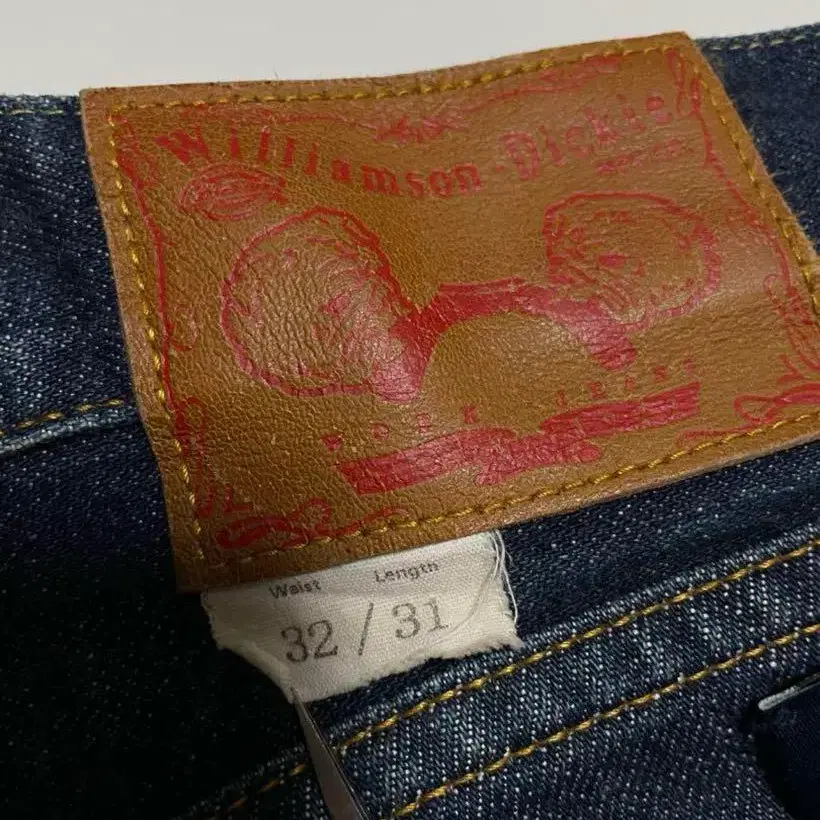 Williamson-Dickie
WORK JEANS
Waist Length
32 / 31